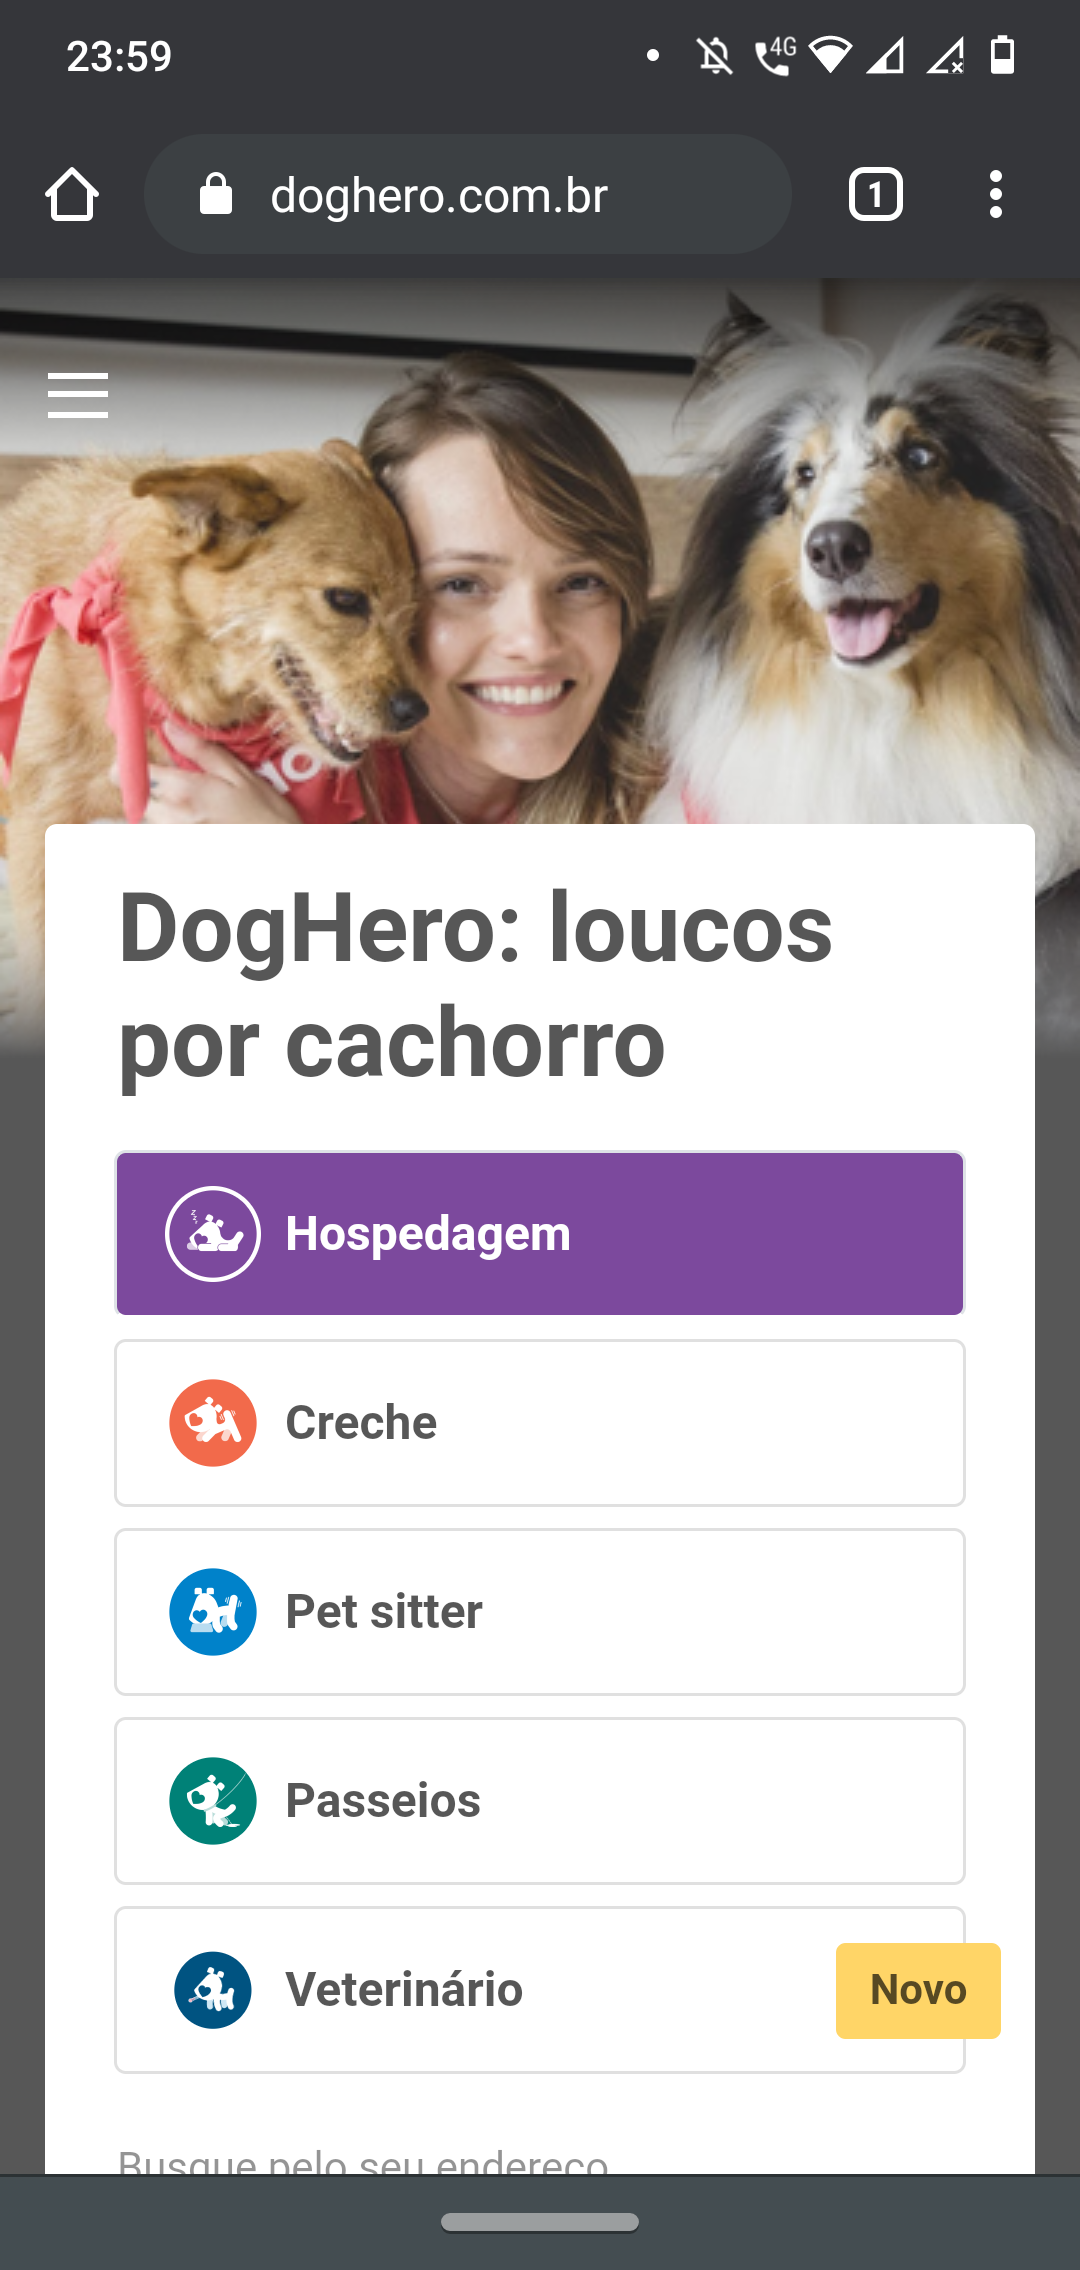 23:59
4G
doghero.com.br
1
DogHero: loucos
por cachorro
Hospedagem
Creche
Pet sitter
Passeios
Veterinário
Novo
Busque pelo seu endereço